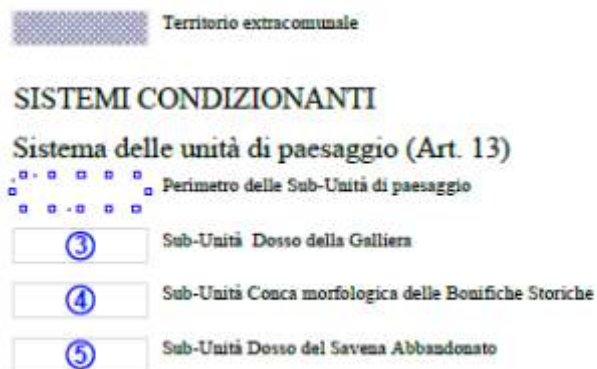 Territorio extracomunale
SISTEMI CONDIZIONANTI
Sistema delle unità di paesaggio (Art. 13)
Perimetro delle Sub-Unità di paesaggio
3 Sub-Unità Dosso della Galliera
4 Sub-Unità Conca morfologica delle Bonifiche Storiche
5 Sub-Unità Dosso del Savena Abbandonato